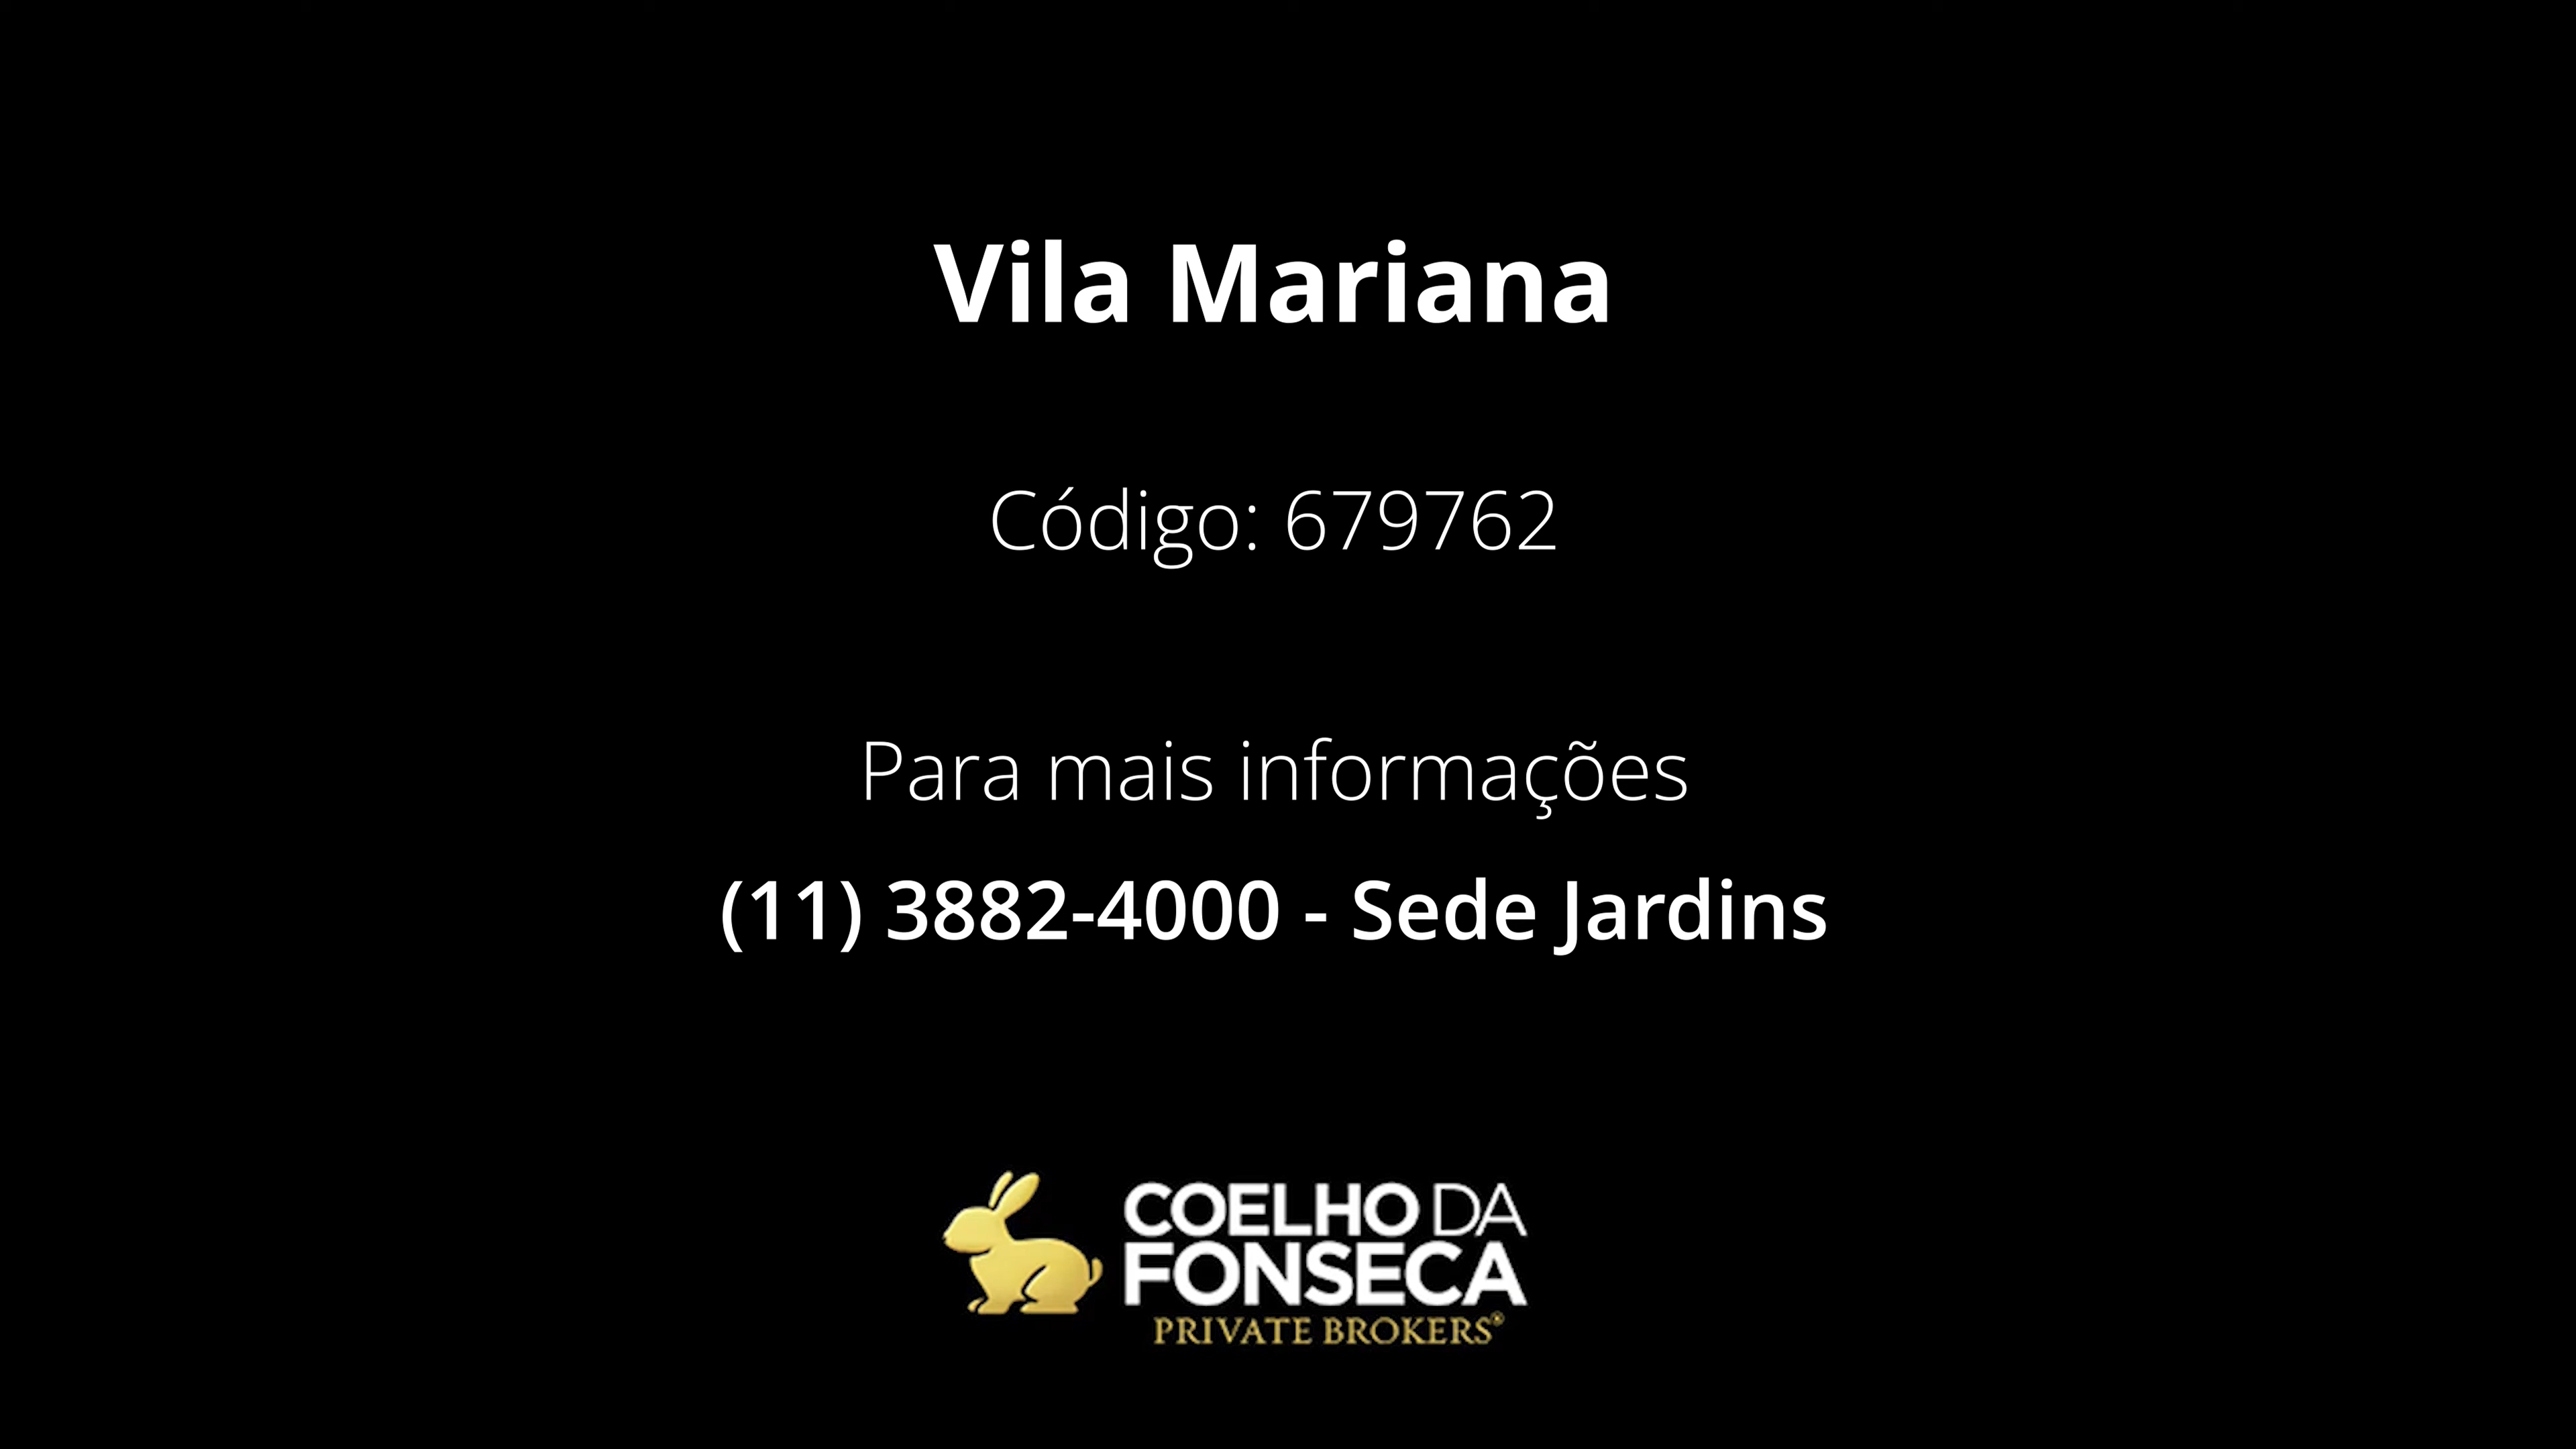 Vila Mariana
Código: 679762
Para mais informações
(11) 3882-4000 - Sede Jardins
COELHO DA
FONSECA
PRIVATE BROKERS®